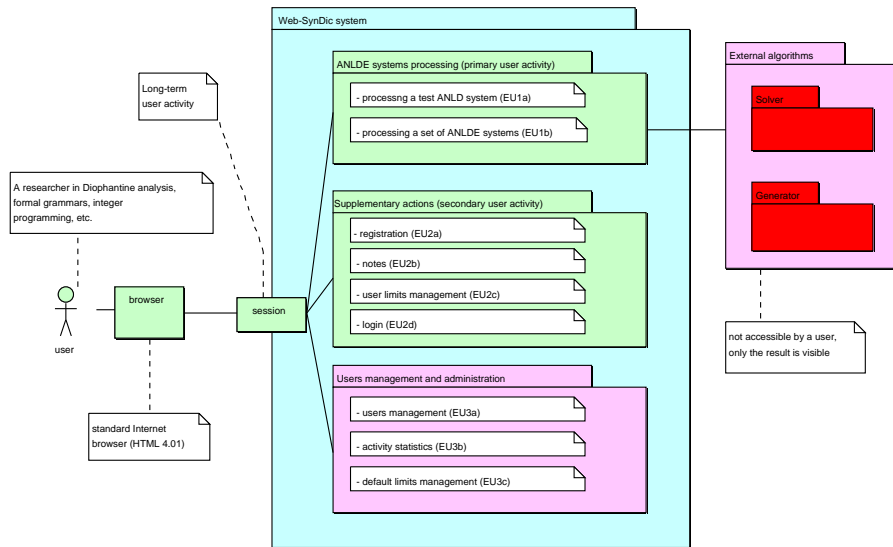 Web-SynDic system
ANLDE systems processing (primary user activity)
- processng a test ANLD system (EU1a)
- processing a set of ANLDE systems (EU1b)
External algorithms
Solver
Generator
Long-term
user activity
A researcher in Diophantine analysis,
formal grammars, integer
programming, etc.
Supplementary actions (secondary user activity)
- registration (EU2a)
- notes (EU2b)
- user limits management (EU2c)
- login (EU2d)
browser
session
user
not accessible by a user,
only the result is visible
Users management and administration
- users management (EU3a)
- activity statistics (EU3b)
- default limits management (EU3c)
standard Internet
browser (HTML 4.01)